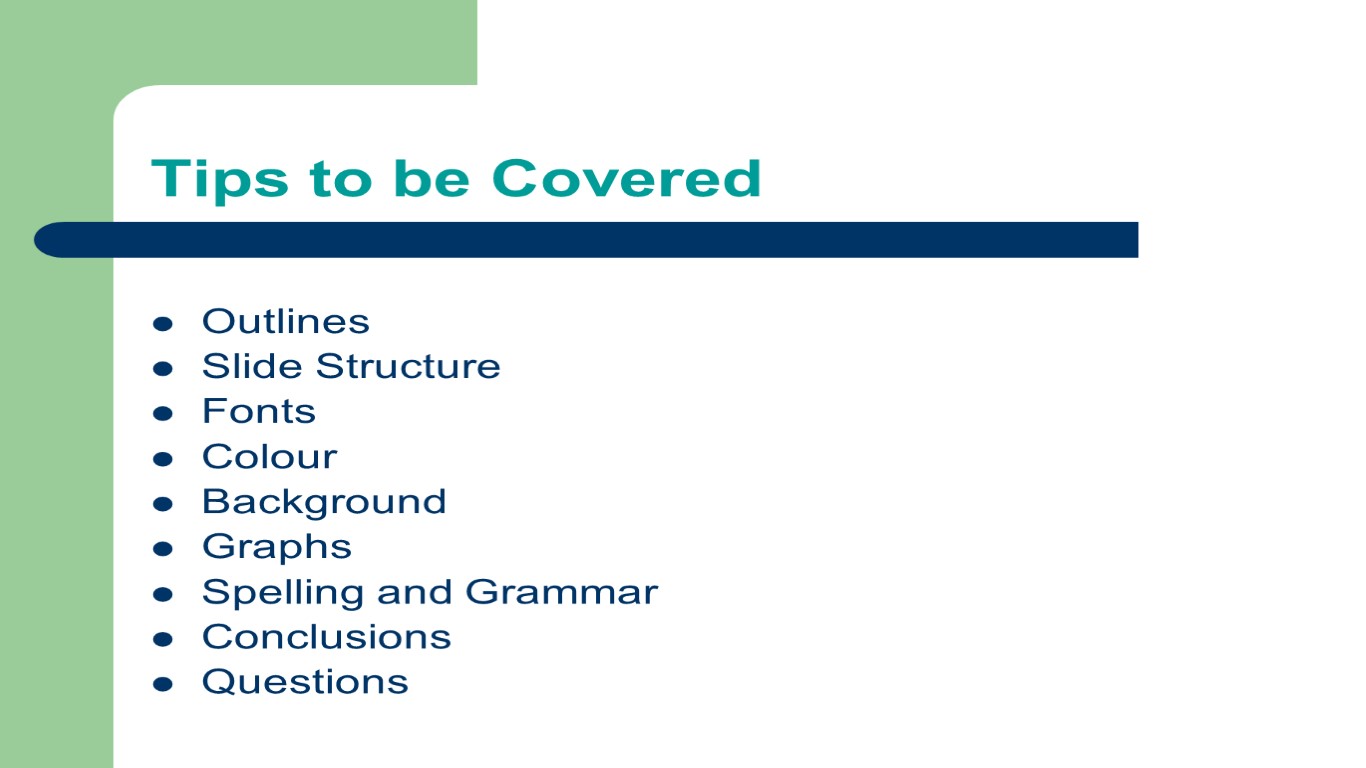 Tips to be Covered
● Outlines
● Slide Structure
● Fonts
● Colour
● Background
● Graphs
● Spelling and Grammar
● Conclusions
● Questions